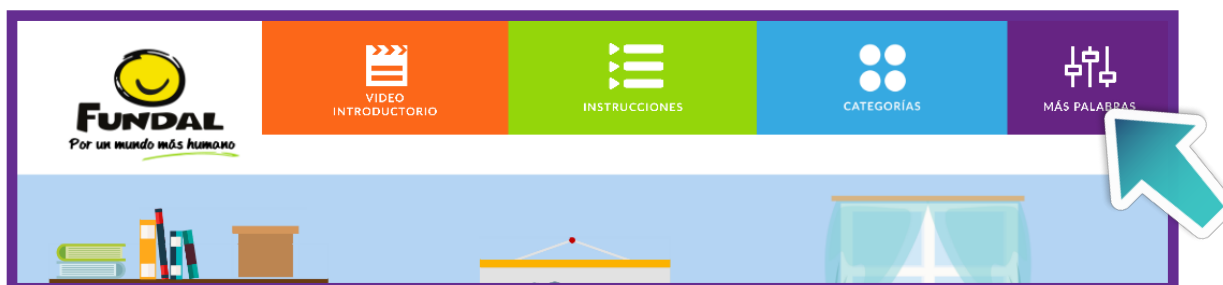 FUNDAL
Por un mundo más humano
VIDEO
INTRODUCTORIO
INSTRUCCIONES
CATEGORÍAS
MÁS PALABRAS